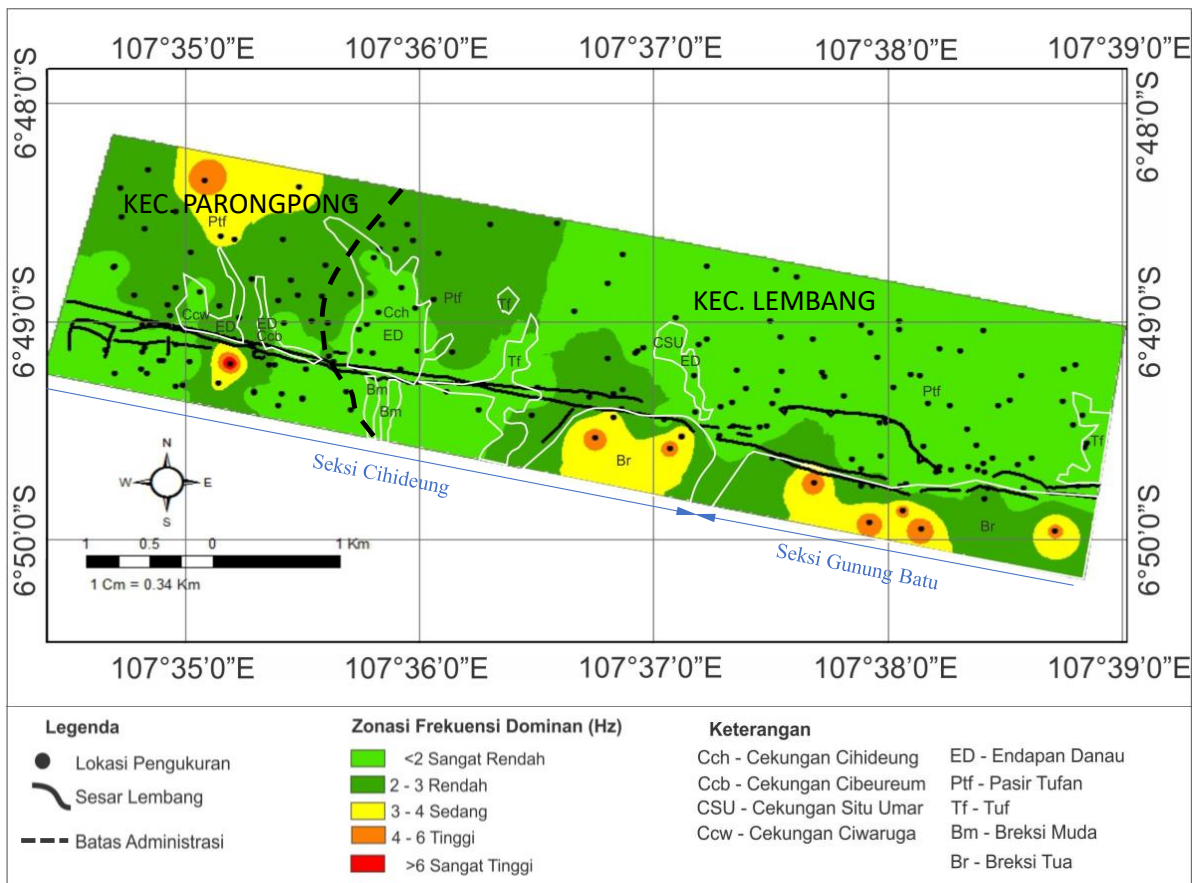 107°35'0"E 107°36'0"E 107°37'0"E 107°38'0"E 107°39'0"E
6°48'0"S 6°48'0"S
KEC. PARONGPONG
Ptf
KEC. LEMBANG
6°49'0"S 6°49'0"S
Ccw ED ED Ccb
Cch ED Ptf Tf Tf
CSU ED Ptf Tf
Bm Bm
Br Br
Seksi Cihideung
Seksi Gunung Batu
N
W E
S
6°50'0"S 6°50'0"S
1 0.5 0 1 Km
1 Cm = 0.34 Km
107°35'0"E 107°36'0"E 107°37'0"E 107°38'0"E 107°39'0"E
Legenda
Lokasi Pengukuran
Sesar Lembang
Batas Administrasi
Zonasi Frekuensi Dominan (Hz)
<2 Sangat Rendah
2 - 3 Rendah
3 - 4 Sedang
4 - 6 Tinggi
>6 Sangat Tinggi
Keterangan
Cch - Cekungan Cihideung
Ccb - Cekungan Cibeureum
CSU - Cekungan Situ Umar
Ccw - Cekungan Ciwaruga
ED - Endapan Danau
Ptf - Pasir Tufan
Tf - Tuf
Bm - Breksi Muda
Br - Breksi Tua